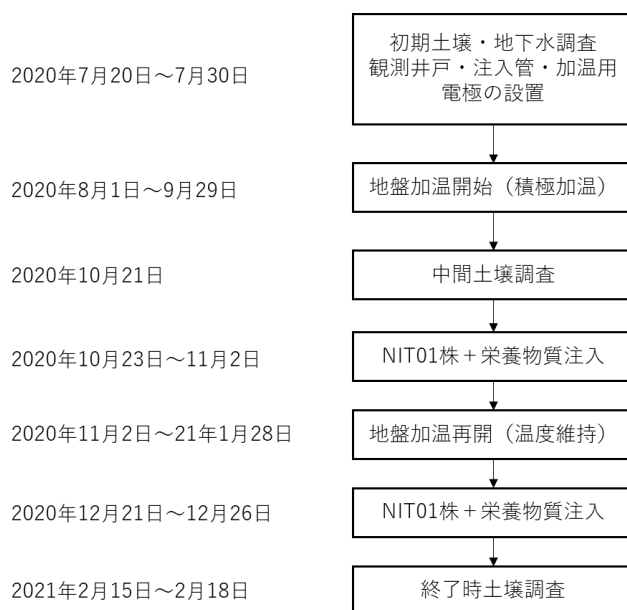 2020年7月20日～7月30日
初期土壌・地下水調査
観測井戸・注入管・加温用
電極の設置
2020年8月1日～9月29日
地盤加温開始（積極加温）
2020年10月21日
中間土壌調査
2020年10月23日～11月2日
NIT01株＋栄養物質注入
2020年11月2日～21年1月28日
地盤加温再開（温度維持）
2020年12月21日～12月26日
NIT01株＋栄養物質注入
2021年2月15日～2月18日
終了時土壌調査